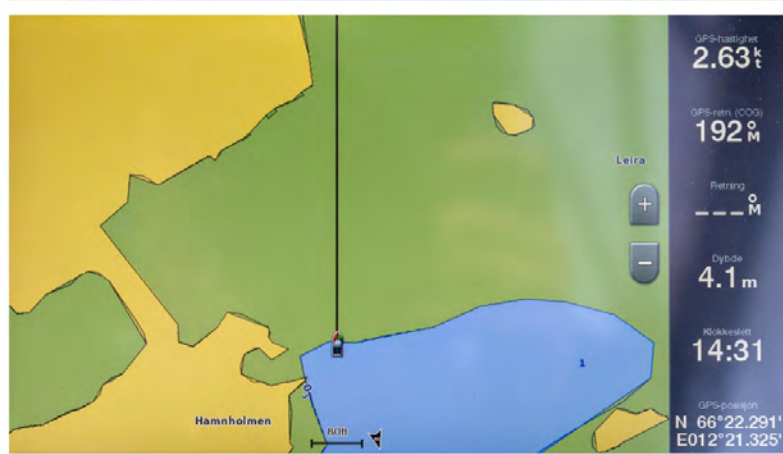 GPS-hastighet
2.63 kt
GPS-retn. (COG)
192°M
Leira
+
Retning
---°M
−
Dybde
4.1 m
Klokkeslett
14:31
1
GPS-posisjon
Hamnholmen
60ft
N 66°22.291'
E012°21.325'